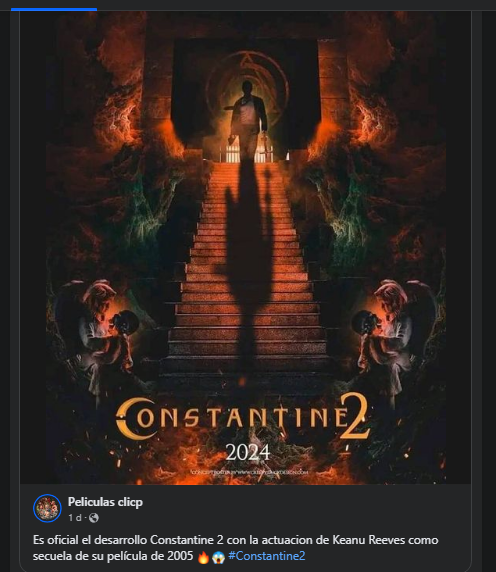 CONSTANTINE 2
2024
Peliculas clicp
1 d ·
Es oficial el desarrollo Constantine 2 con la actuacion de Keanu Reeves como
secuela de su película de 2005 🔥😱 #Constantine2